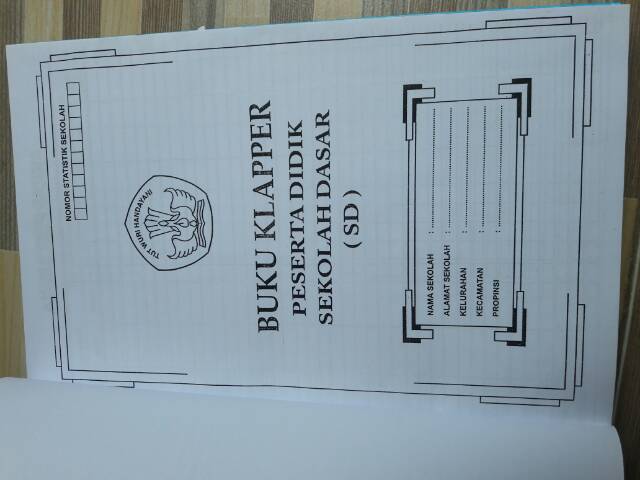 NOMOR STATISTIK SEKOLAH
TUT WURI HANDAYANI
BUKU KLAPPER
PESERTA DIDIK
SEKOLAH DASAR
( SD )
NAMA SEKOLAH : ..............................
ALAMAT SEKOLAH : ..............................
KELURAHAN : ..............................
KECAMATAN : ..............................
PROPINSI : ..............................